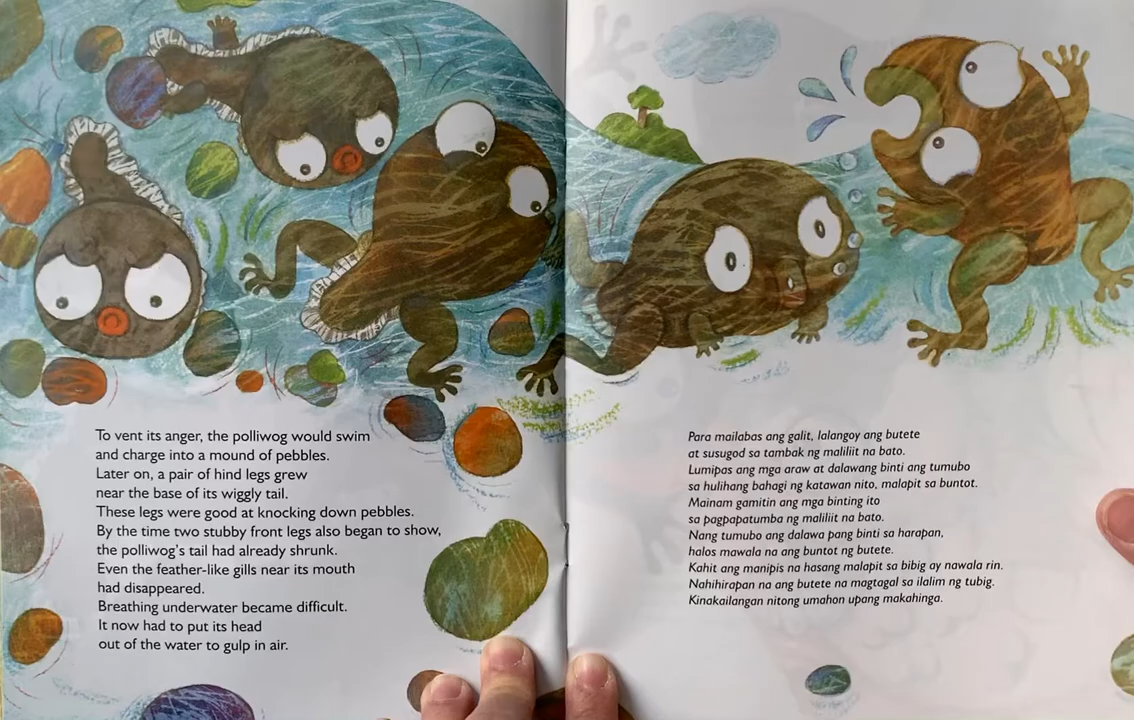 To vent its anger, the polliwog would swim
and charge into a mound of pebbles.
Later on, a pair of hind legs grew
near the base of its wiggly tail.
These legs were good at knocking down pebbles.
By the time two stubby front legs also began to show,
the polliwog's tail had already shrunk.
Even the feather-like gills near its mouth
had disappeared.
Breathing underwater became difficult.
It now had to put its head
out of the water to gulp in air.
Para mailabas ang galit, lalangoy ang butete
at susugod sa tambak ng maliliit na bato.
Lumipas ang mga araw at dalawang binti ang tumubo
sa hulihang bahagi ng katawan nito, malapit sa buntot.
Mainam gamitin ang mga binting ito
sa pagpapatumba ng maliliit na bato.
Nang tumubo ang dalawa pang binti sa harapan,
halos mawala na ang buntot ng butete.
Kahit ang manipis na hasang malapit sa bibig ay nawala rin.
Nahihirapan na ang butete na magtagal sa ilalim ng tubig.
Kinakailangan nitong umahon upang makahinga.